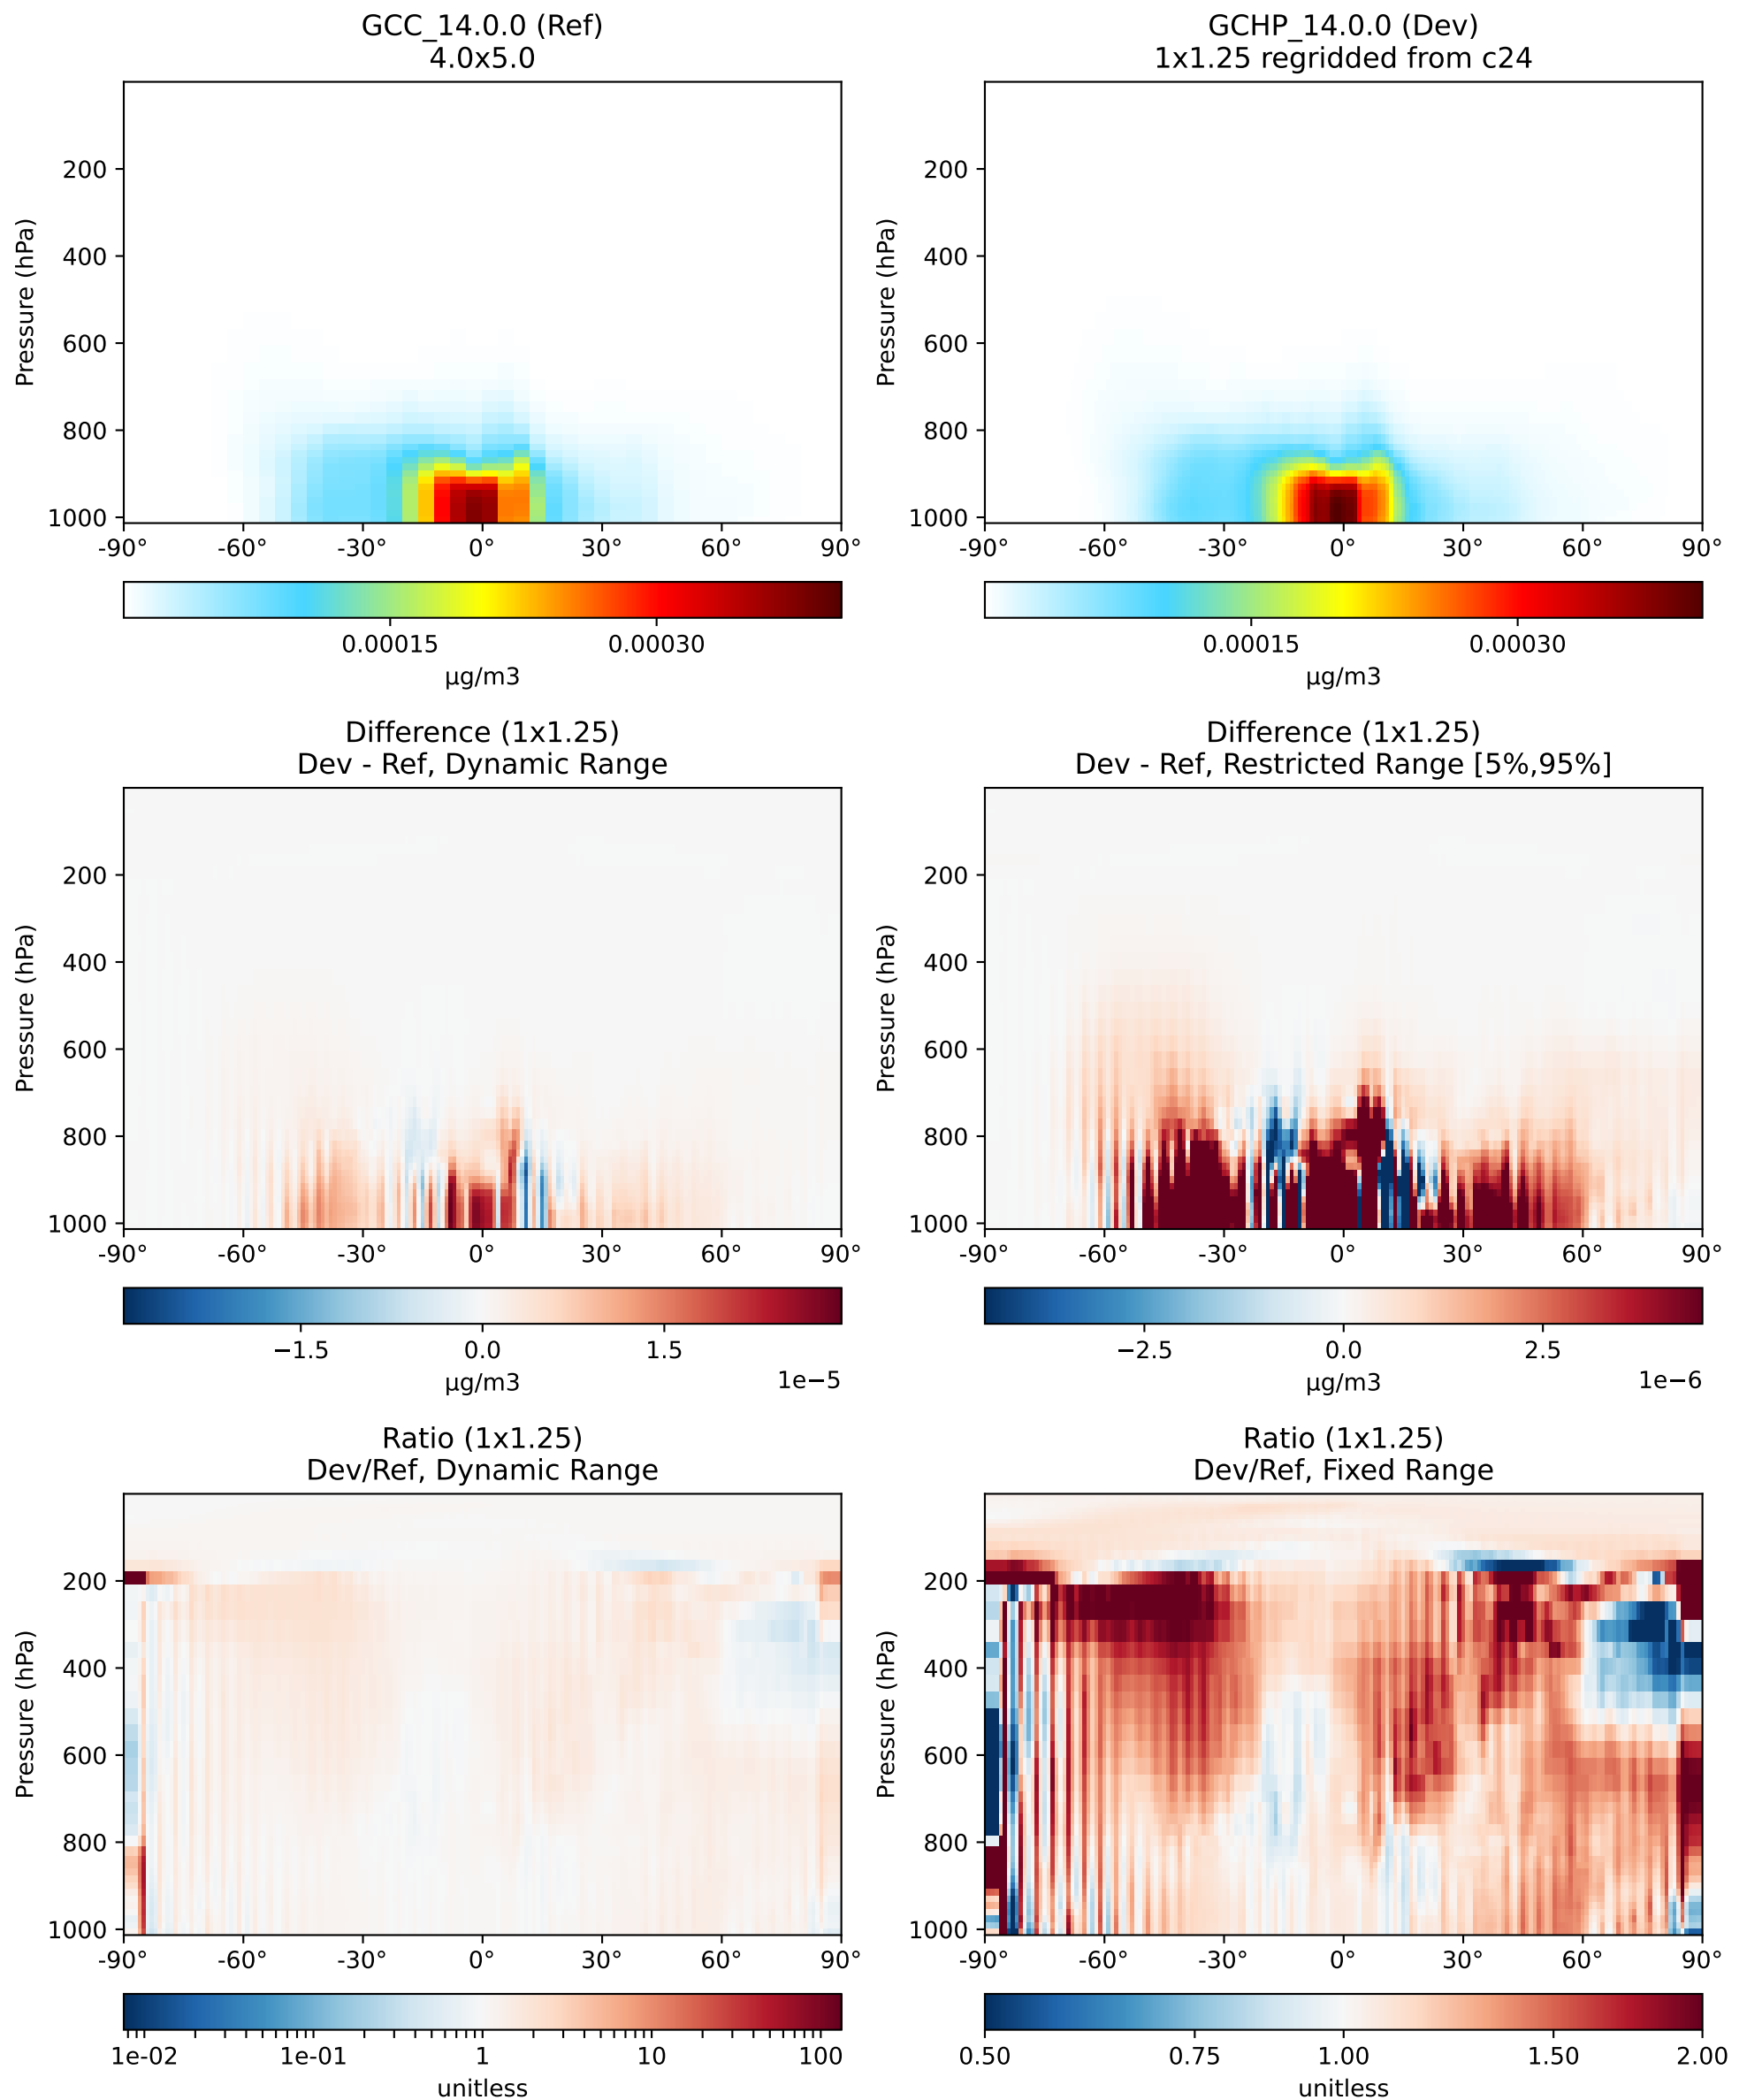 GCC_14.0.0 (Ref)
4.0x5.0
Pressure (hPa)
200
400
600
800
1000
-90° -60° -30° 0° 30° 60° 90°
0.00015 0.00030
μg/m3
GCHP_14.0.0 (Dev)
1x1.25 regridded from c24
Pressure (hPa)
200
400
600
800
1000
-90° -60° -30° 0° 30° 60° 90°
0.00015 0.00030
μg/m3
Difference (1x1.25)
Dev - Ref, Dynamic Range
Pressure (hPa)
200
400
600
800
1000
-90° -60° -30° 0° 30° 60° 90°
−1.5 0.0 1.5
μg/m3 1e−5
Difference (1x1.25)
Dev - Ref, Restricted Range [5%,95%]
Pressure (hPa)
200
400
600
800
1000
-90° -60° -30° 0° 30° 60° 90°
−2.5 0.0 2.5
μg/m3 1e−6
Ratio (1x1.25)
Dev/Ref, Dynamic Range
Pressure (hPa)
200
400
600
800
1000
-90° -60° -30° 0° 30° 60° 90°
1e-02 1e-01 1 10 100
unitless
Ratio (1x1.25)
Dev/Ref, Fixed Range
Pressure (hPa)
200
400
600
800
1000
-90° -60° -30° 0° 30° 60° 90°
0.50 0.75 1.00 1.50 2.00
unitless